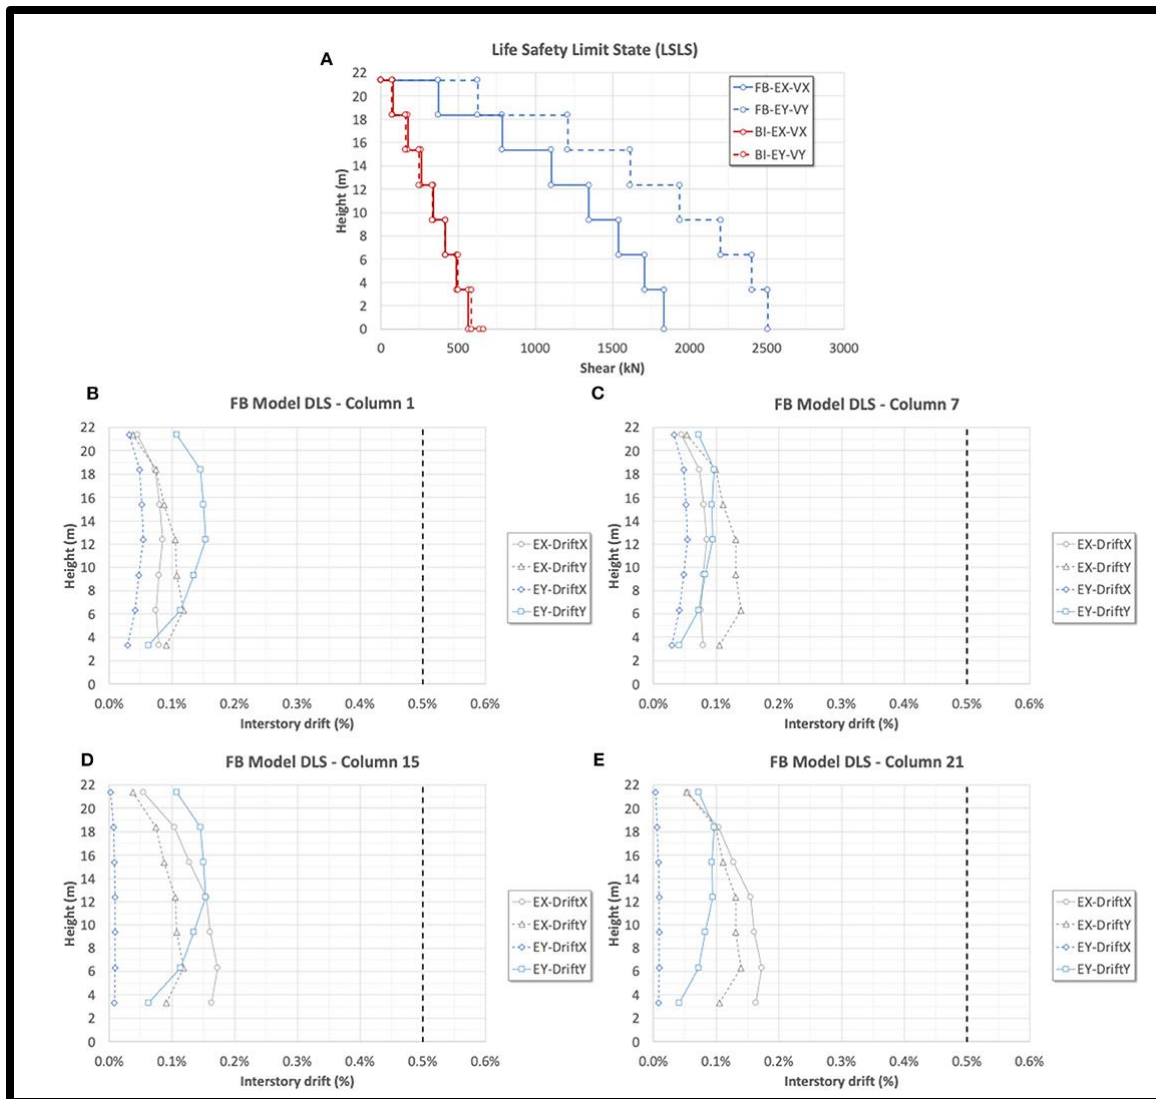 A
Life Safety Limit State (LSLS)
22
20
18
16
14
12
10
8
6
4
2
0
Height (m)
0 500 1000 1500 2000 2500 3000
Shear (kN)
FB-EX-VX
FB-EY-VY
BI-EX-VX
BI-EY-VY
B
FB Model DLS - Column 1
22
20
18
16
14
12
10
8
6
4
2
0
Height (m)
0.0% 0.1% 0.2% 0.3% 0.4% 0.5% 0.6%
Interstory drift (%)
EX-DriftX
EX-DriftY
EY-DriftX
EY-DriftY
C
FB Model DLS - Column 7
22
20
18
16
14
12
10
8
6
4
2
0
Height (m)
0.0% 0.1% 0.2% 0.3% 0.4% 0.5% 0.6%
Interstory drift (%)
EX-DriftX
EX-DriftY
EY-DriftX
EY-DriftY
D
FB Model DLS - Column 15
22
20
18
16
14
12
10
8
6
4
2
0
Height (m)
0.0% 0.1% 0.2% 0.3% 0.4% 0.5% 0.6%
Interstory drift (%)
EX-DriftX
EX-DriftY
EY-DriftX
EY-DriftY
E
FB Model DLS - Column 21
22
20
18
16
14
12
10
8
6
4
2
0
Height (m)
0.0% 0.1% 0.2% 0.3% 0.4% 0.5% 0.6%
Interstory drift (%)
EX-DriftX
EX-DriftY
EY-DriftX
EY-DriftY